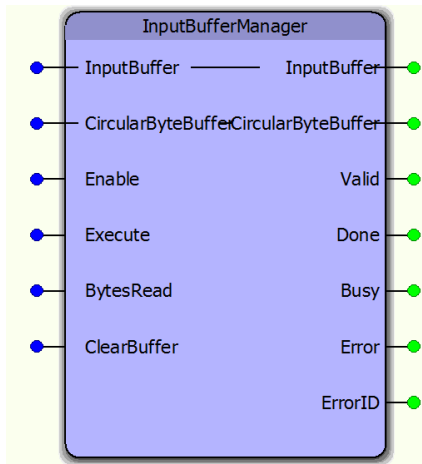 InputBufferManager
InputBuffer InputBuffer
CircularByteBuffer CircularByteBuffer
Enable Valid
Execute Done
BytesRead Busy
ClearBuffer Error
ErrorID